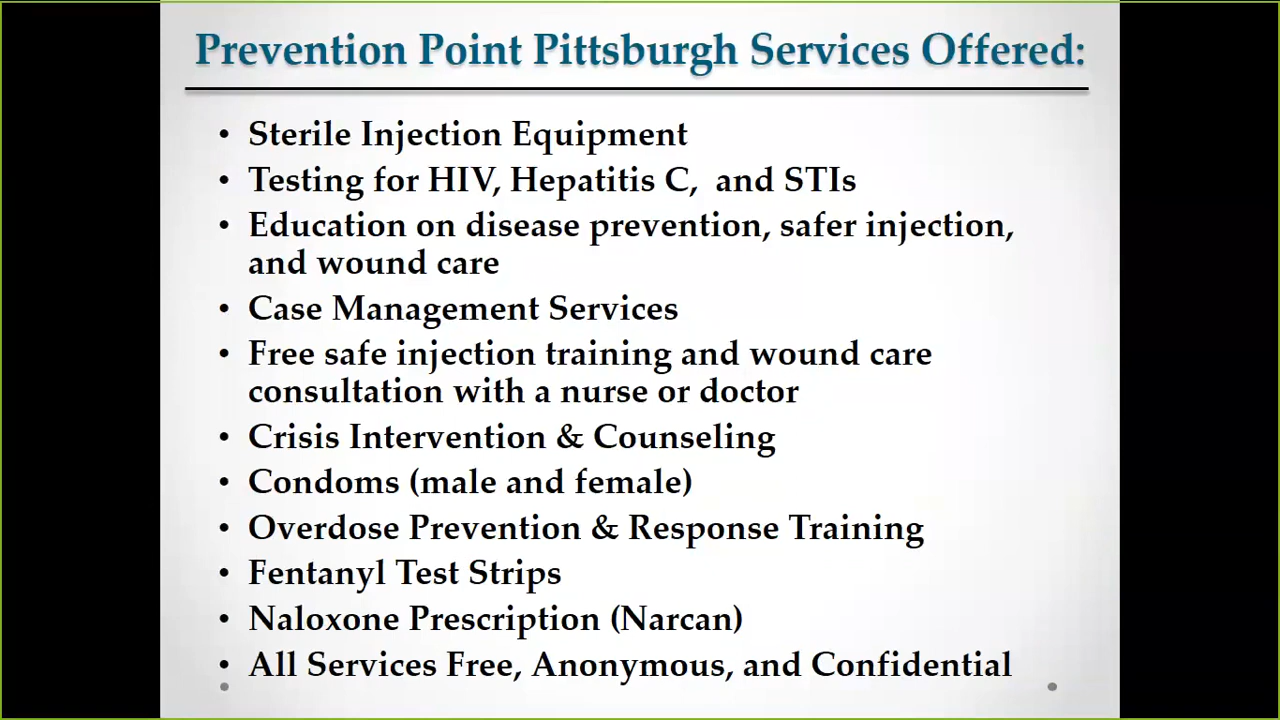 Prevention Point Pittsburgh Services Offered:
• Sterile Injection Equipment
• Testing for HIV, Hepatitis C,  and STIs
• Education on disease prevention, safer injection,
and wound care
• Case Management Services
• Free safe injection training and wound care
consultation with a nurse or doctor
• Crisis Intervention & Counseling
• Condoms (male and female)
• Overdose Prevention & Response Training
• Fentanyl Test Strips
• Naloxone Prescription (Narcan)
• All Services Free, Anonymous, and Confidential